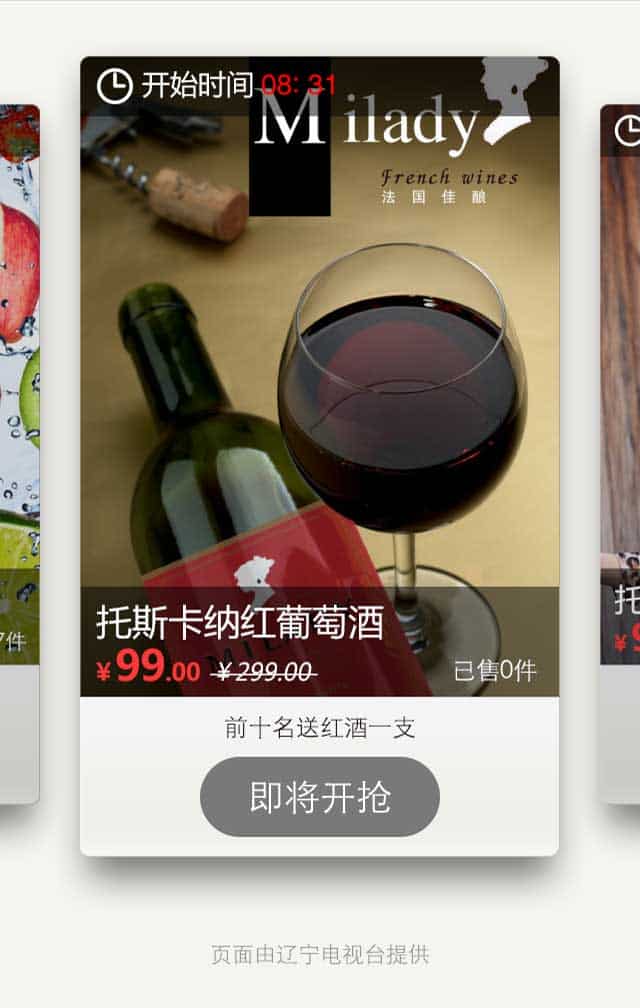 开始时间 08: 31
Milady
French wines
法国佳酿
托斯卡纳红葡萄酒
¥99.00 ¥299.00 已售0件
7件
托
¥
前十名送红酒一支
即将开抢
页面由辽宁电视台提供